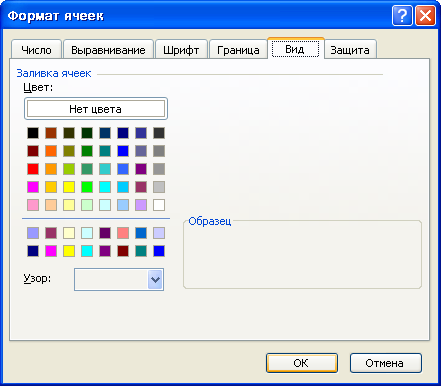 Формат ячеек
Число Выравнивание Шрифт Граница Вид Защита
Заливка ячеек
Цвет:
Нет цвета
Образец
Узор:
ОК Отмена